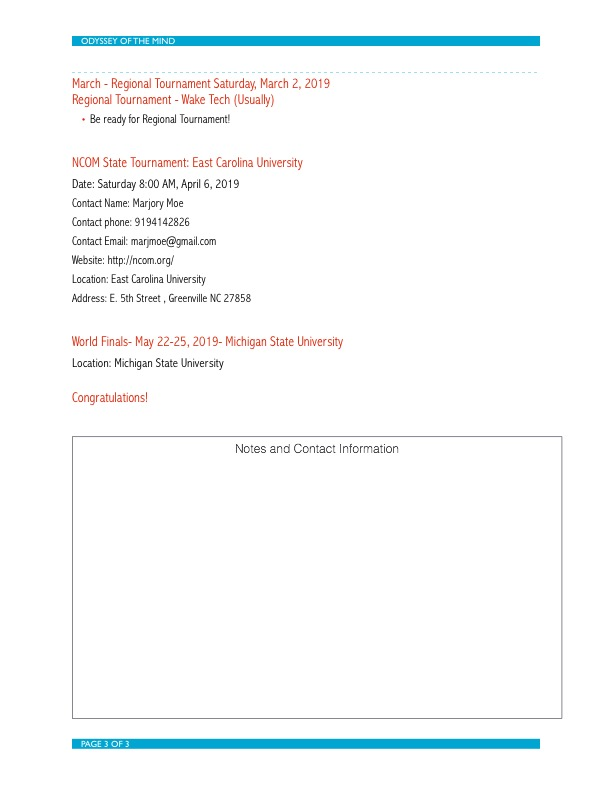 ODYSSEY OF THE MIND
March - Regional Tournament Saturday, March 2, 2019
Regional Tournament - Wake Tech (Usually)
• Be ready for Regional Tournament!
NCOM State Tournament: East Carolina University
Date: Saturday 8:00 AM, April 6, 2019
Contact Name: Marjory Moe
Contact phone: 9194142826
Contact Email: marjmoe@gmail.com
Website: http://ncom.org/
Location: East Carolina University
Address: E. 5th Street , Greenville NC 27858
World Finals- May 22-25, 2019- Michigan State University
Location: Michigan State University
Congratulations!
Notes and Contact Information
PAGE 3 OF 3